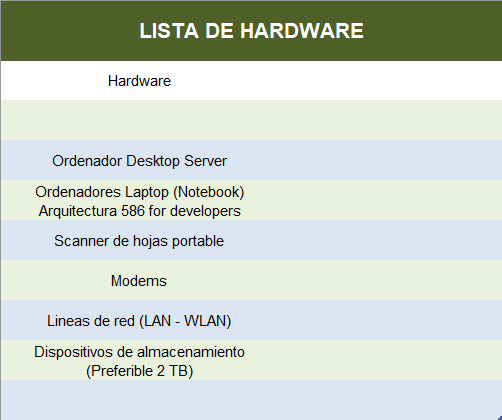 LISTA DE HARDWARE
Hardware
Ordenador Desktop Server
Ordenadores Laptop (Notebook)
Arquitectura 586 for developers
Scanner de hojas portable
Modems
Lineas de red (LAN - WLAN)
Dispositivos de almacenamiento
(Preferible 2 TB)